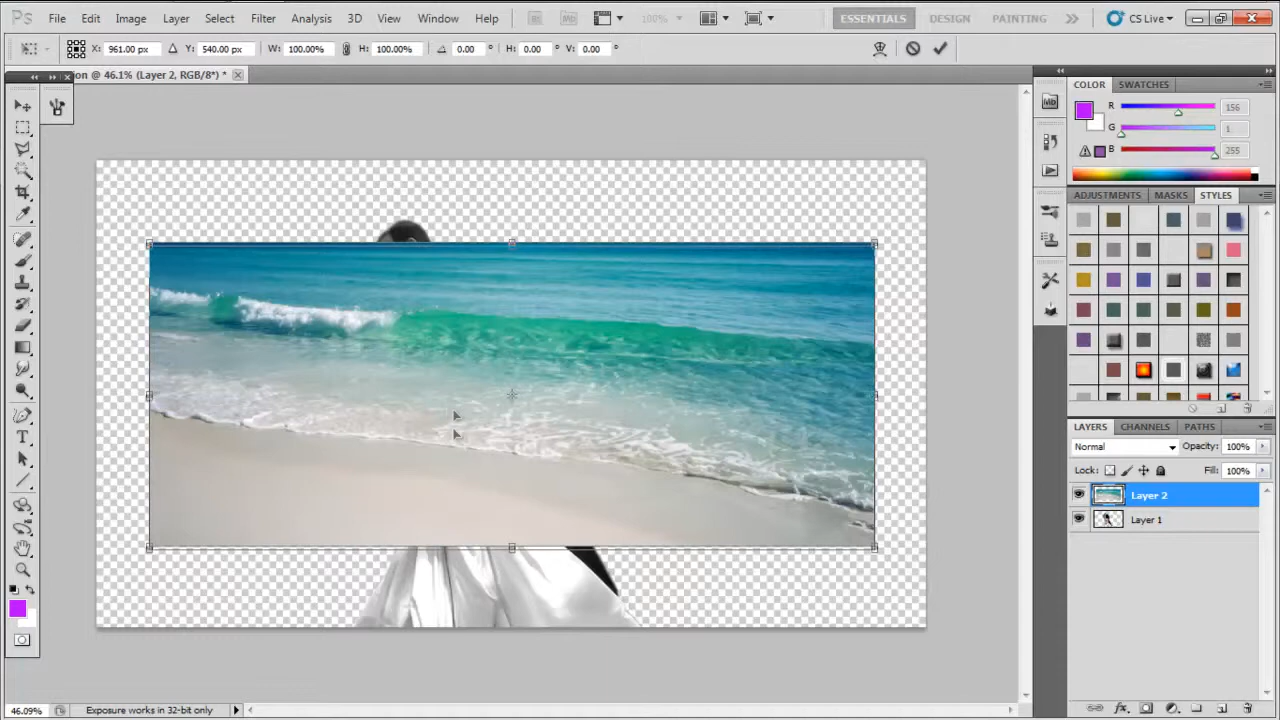 Ps File Edit Image Layer Select Filter Analysis 3D View Window Help Mb 100% ESSENTIALS DESIGN PAINTING CS Live
X: 961.00 px Y: 540.00 px W: 100.00% H: 100.00% 0.00 ° H: 0.00 ° V: 0.00 °
ion @ 46.1% (Layer 2, RGB/8*) *
COLOR SWATCHES
R 156
G 1
B 255
ADJUSTMENTS MASKS STYLES
LAYERS CHANNELS PATHS
Normal Opacity: 100%
Lock: Fill: 100%
Layer 2
Layer 1
46.09% Exposure works in 32-bit only